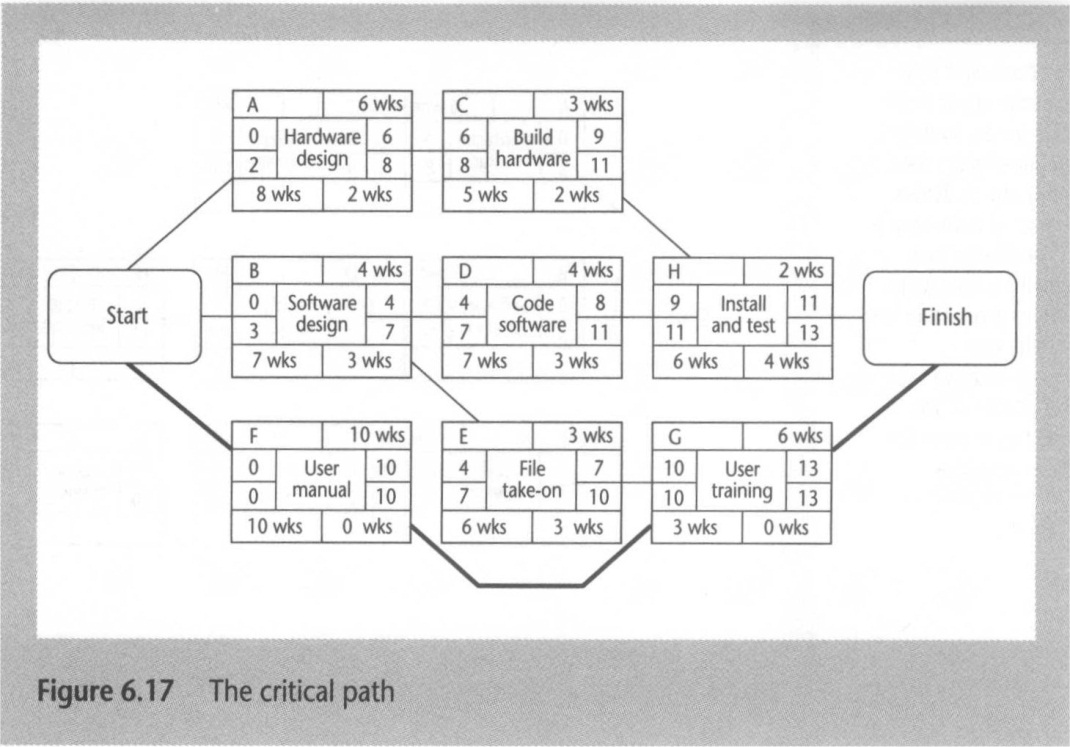 A 6 wks
0 Hardware design 6
2 8
8 wks 2 wks
C 3 wks
6 Build hardware 9
8 11
5 wks 2 wks
Start
B 4 wks
0 Software design 4
3 7
7 wks 3 wks
D 4 wks
4 Code software 8
7 11
7 wks 3 wks
H 2 wks
9 Install and test 11
11 13
6 wks 4 wks
Finish
F 10 wks
0 User manual 10
0 10
10 wks 0 wks
E 3 wks
4 File take-on 7
7 10
6 wks 3 wks
G 6 wks
10 User training 13
10 13
3 wks 0 wks
Figure 6.17 The critical path